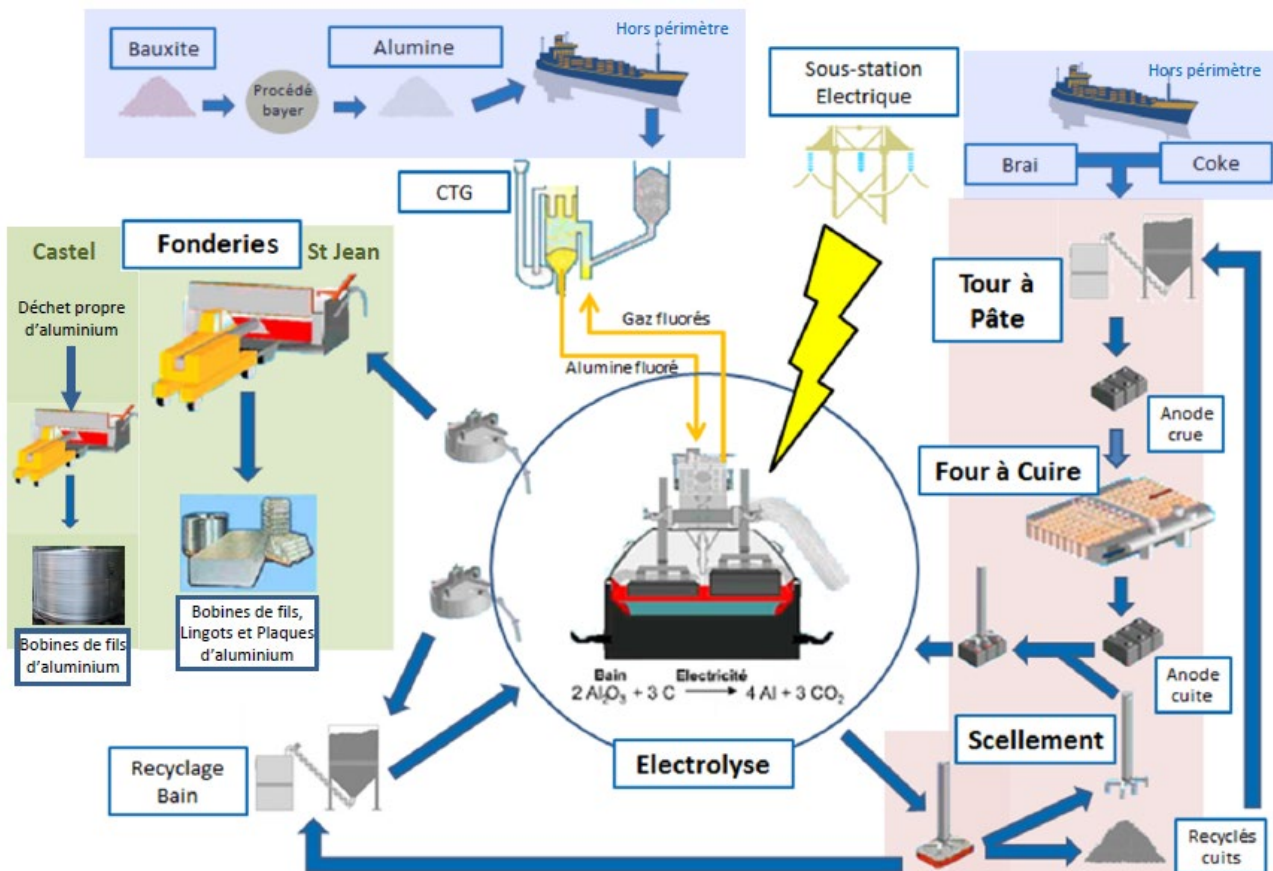 Bauxite
Alumine
Hors périmètre
Procédé
bayer
Sous-station
Electrique
Hors périmètre
Brai
Coke
CTG
Fonderies
Castel
St Jean
Déchet propre
d'aluminium
Gaz fluorés
Alumine fluoré
Tour à
Pâte
Anode
crue
Four à Cuire
Bobines de fils
d'aluminium
Bobines de fils,
Lingots et Plaques
d'aluminium
Bain
Electricité
2 Al₂O₃ + 3 C → 4 Al + 3 CO₂
Anode
cuite
Electrolyse
Scellement
Recyclage
Bain
Recyclés
cuits